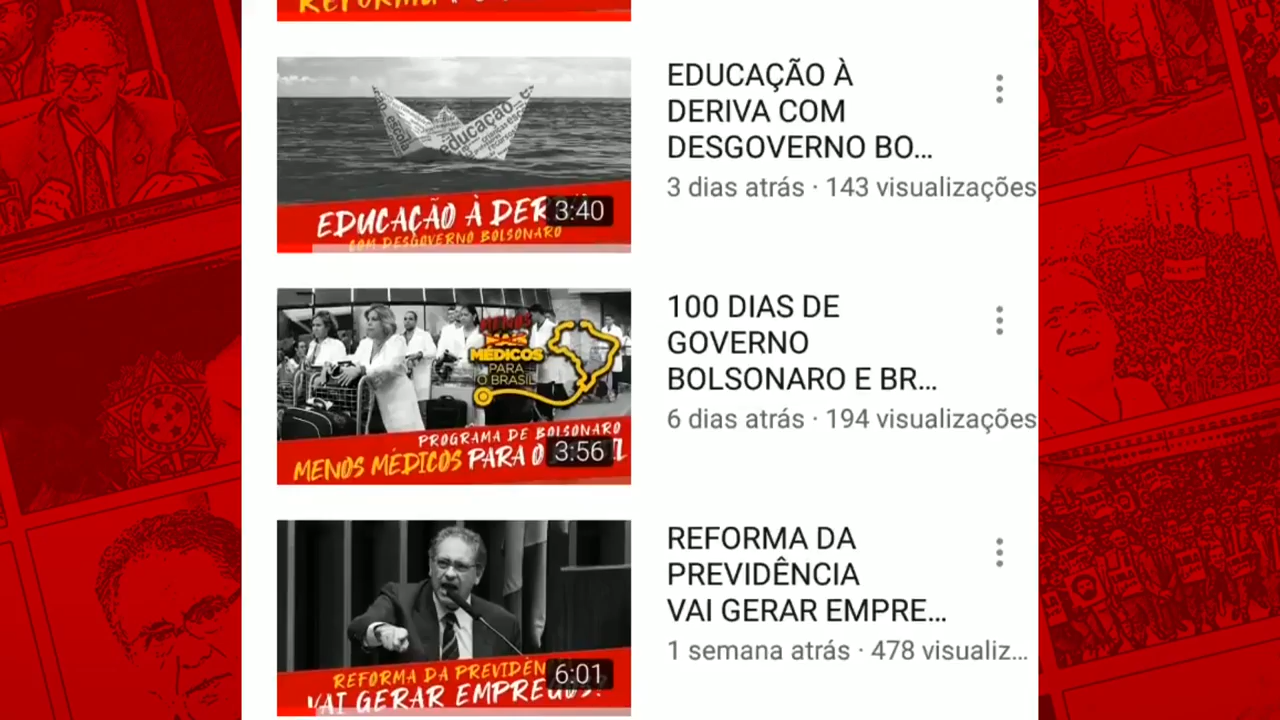 EDUCAÇÃO À
DERIVA COM
DESGOVERNO BO…
3 dias atrás · 143 visualizações
educação
EDUCAÇÃO À DER
3:40
COM DESGOVERNO BOLSONARO
100 DIAS DE
GOVERNO
BOLSONARO E BR…
6 dias atrás · 194 visualizações
MENOS
MAIS
MÉDICOS
PARA
O BRASIL
PROGRAMA DE BOLSONARO
MENOS MÉDICOS PARA O
3:56
REFORMA DA
PREVIDÊNCIA
VAI GERAR EMPRE…
1 semana atrás · 478 visualiz…
REFORMA DA PREVIDÊN
6:01
VAI GERAR EMPREGOS?